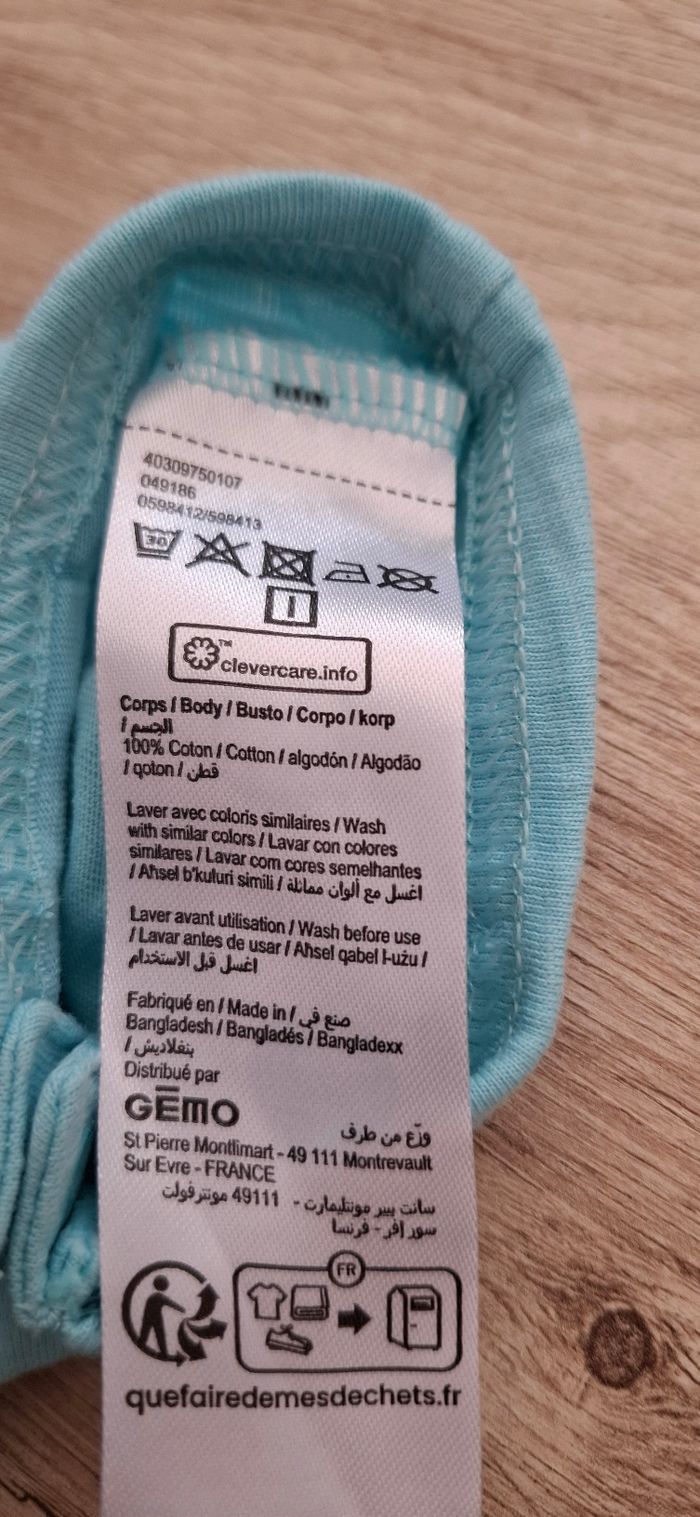 40309750107
049186
0598412/598413
30
clevercare.info
TM
Corps / Body / Busto / Corpo / korp
/ الجسم
100% Coton / Cotton / algodón / Algodão
/ qoton / قطن
Laver avec coloris similaires / Wash
with similar colors / Lavar con colores
similares / Lavar com cores semelhantes
/ Aħsel b'kuluri simili / اغسل مع ألوان مماثلة
Laver avant utilisation / Wash before use
/ Lavar antes de usar / Aħsel qabel l-użu /
اغسل قبل الاستخدام
Fabriqué en / Made in / صنع في
Bangladesh / Bangladés / Bangladexx
/ بنغلاديش
Distribué par
GĒMO
وزّع من طرف
St Pierre Montlimart - 49 111 Montrevault
Sur Evre - FRANCE
سانت بيير مونتليمارت - 49111 مونترفولت
سور افر - فرنسا
FR
quefairedemesdechets.fr